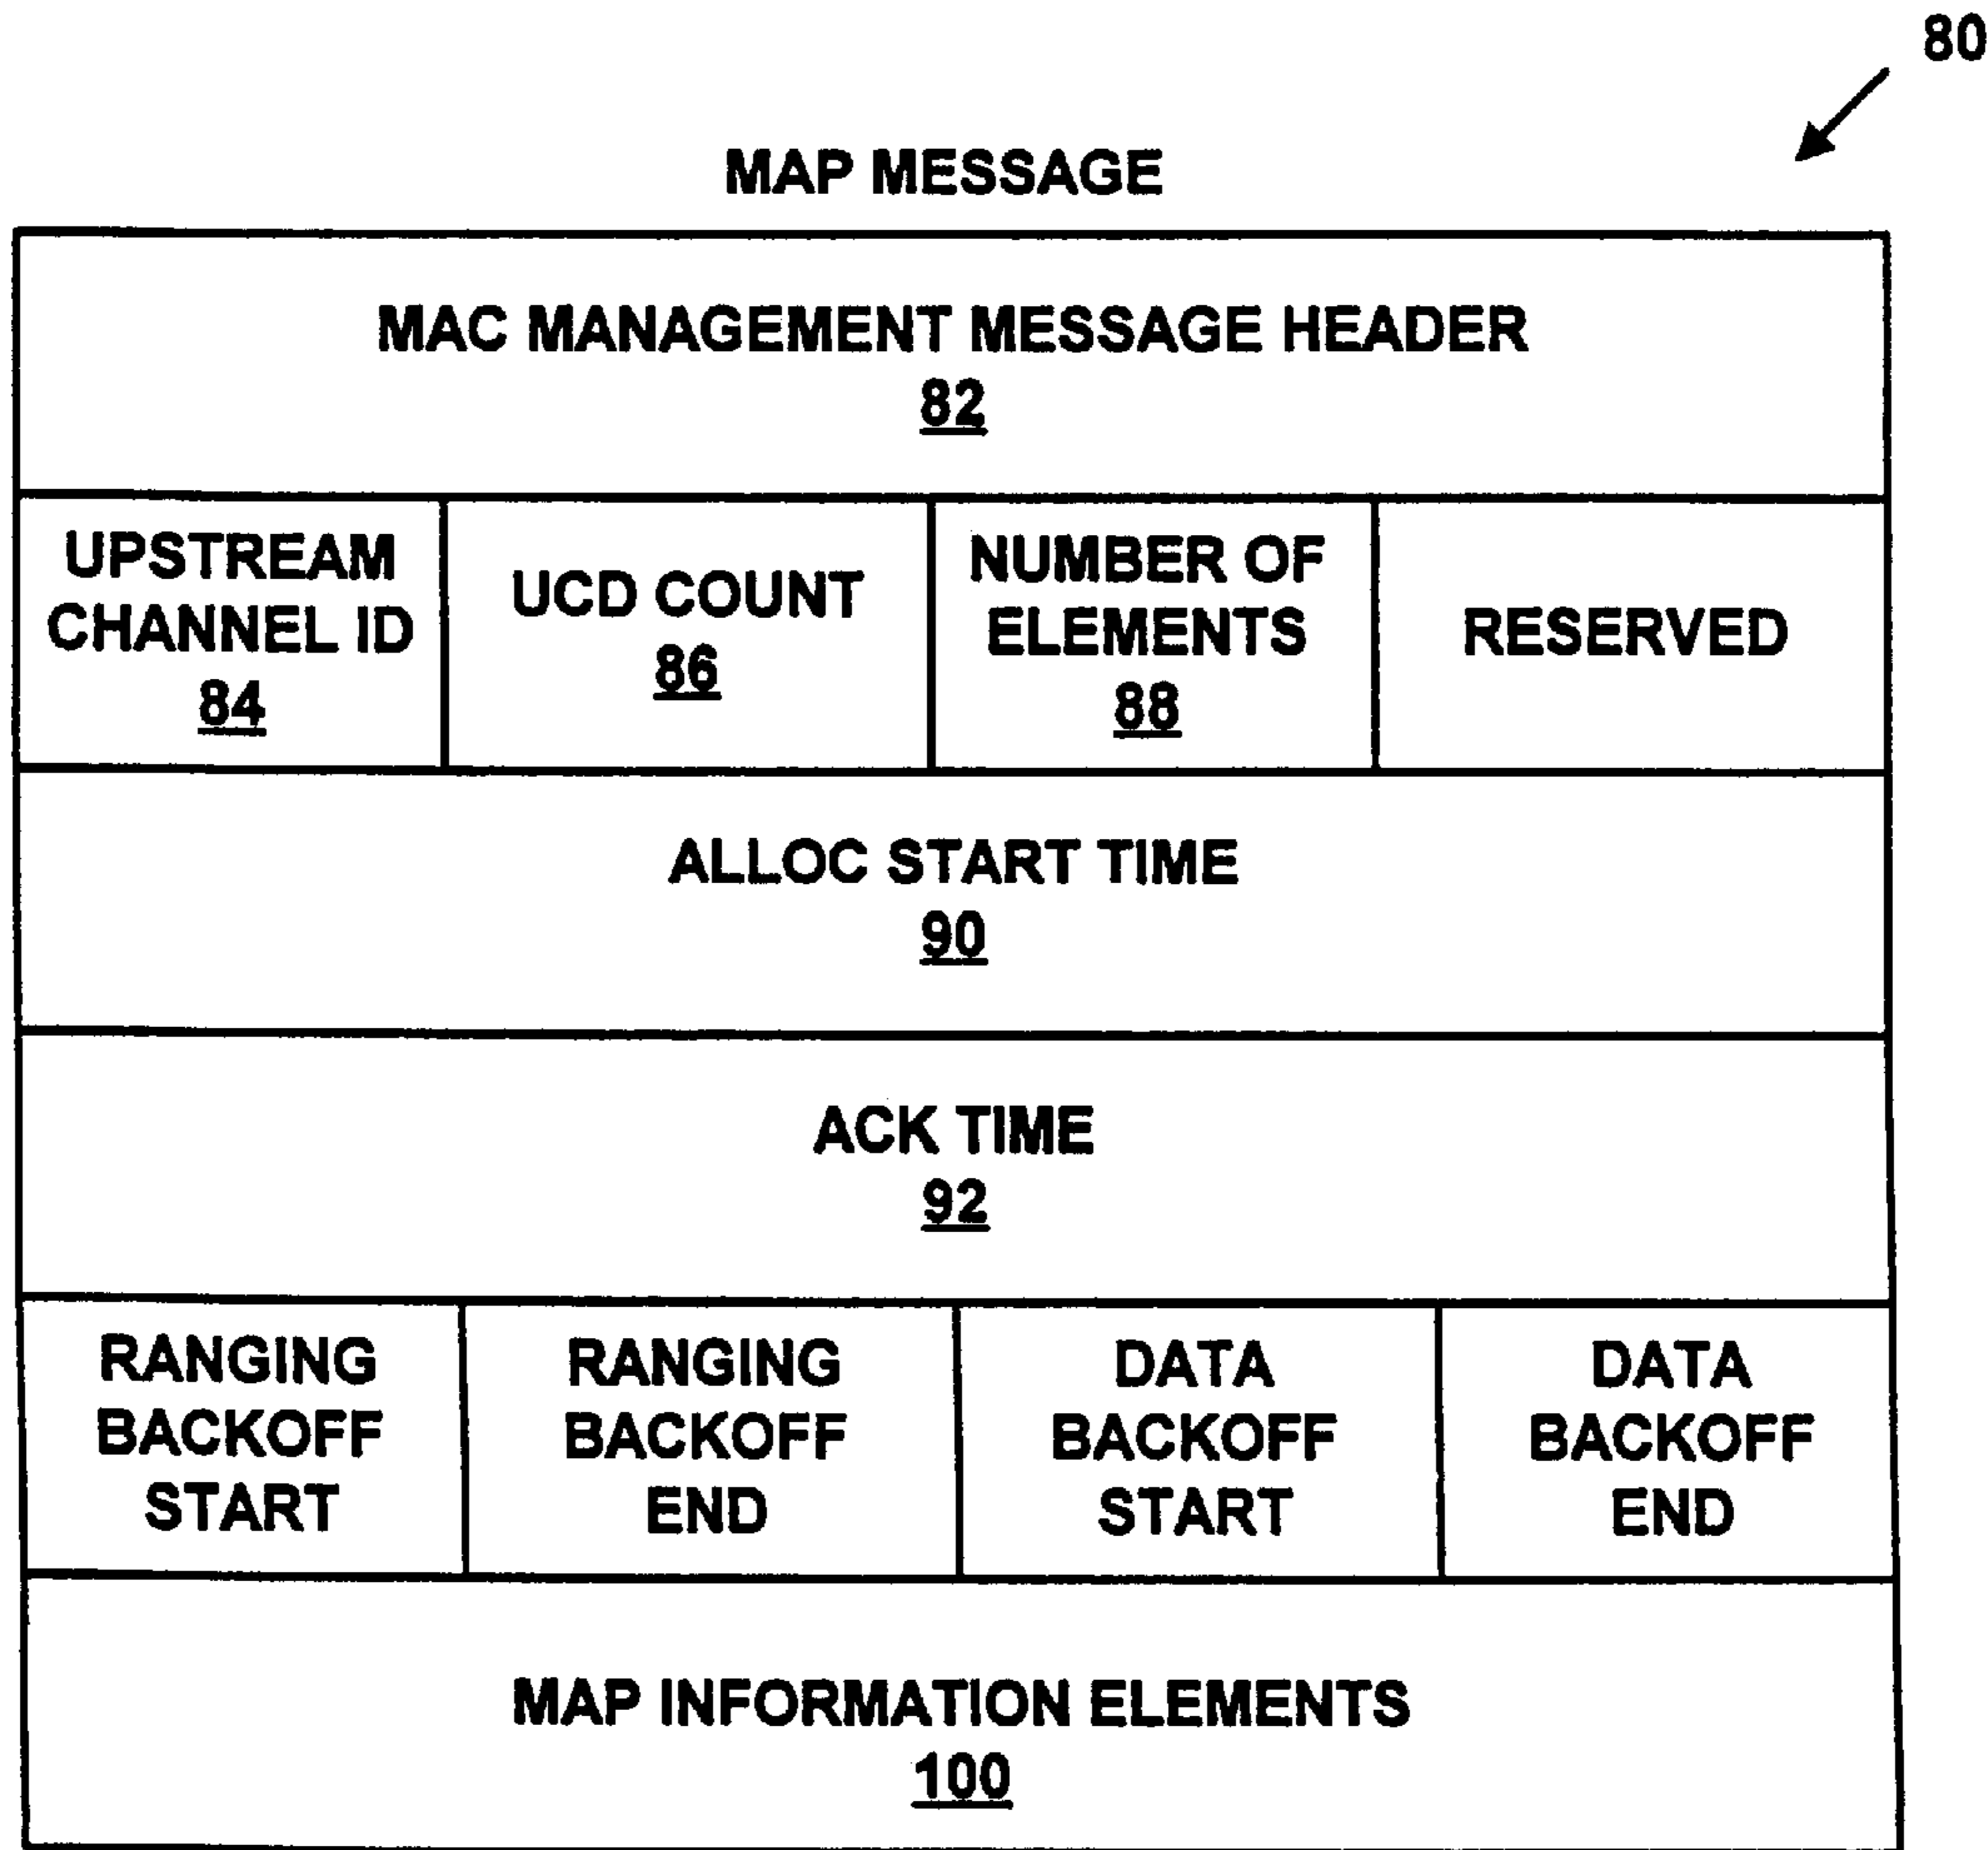 80
MAP MESSAGE
MAC MANAGEMENT MESSAGE HEADER
82
UPSTREAM
CHANNEL ID
84
UCD COUNT
86
NUMBER OF
ELEMENTS
88
RESERVED
ALLOC START TIME
90
ACK TIME
92
RANGING
BACKOFF
START
RANGING
BACKOFF
END
DATA
BACKOFF
START
DATA
BACKOFF
END
MAP INFORMATION ELEMENTS
100